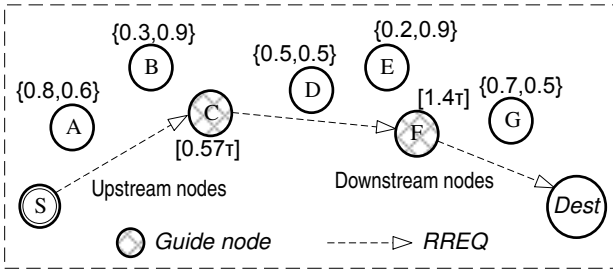 {0.3,0.9}
{0.2,0.9}
B
{0.5,0.5}
E
{0.8,0.6}
D
[1.4τ]
{0.7,0.5}
A
C
F
G
[0.57τ]
Upstream nodes
Downstream nodes
S
Dest
Guide node
RREQ